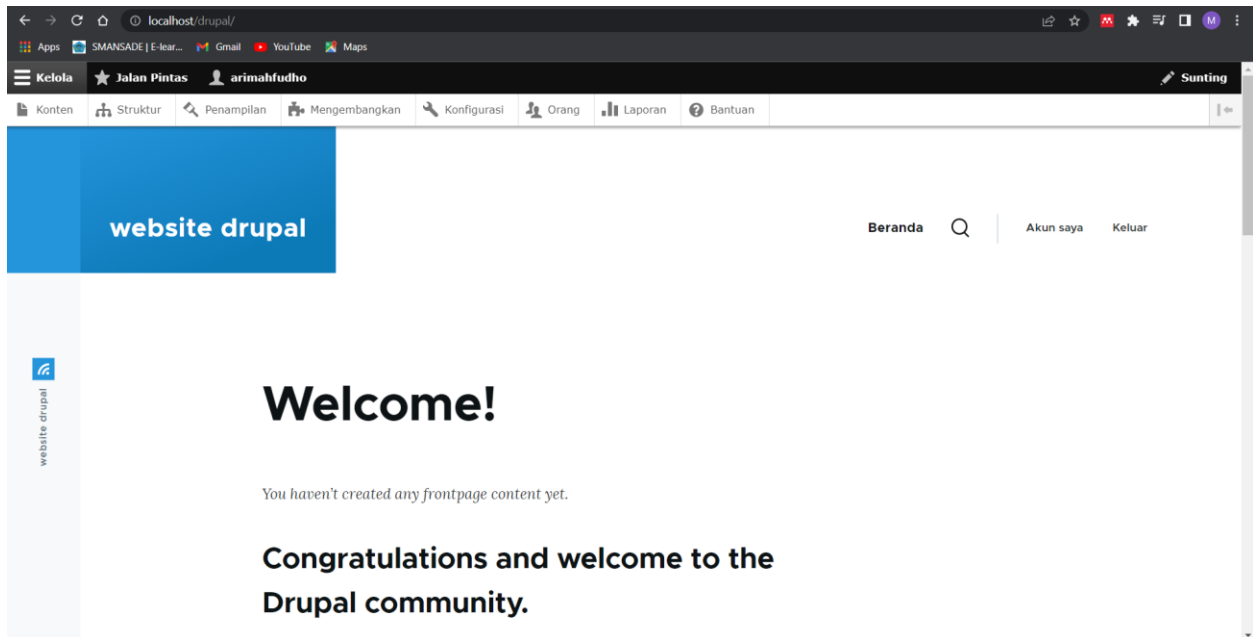 localhost/drupal/
M
Apps SMANSADE | E-lear... Gmail YouTube Maps
Kelola Jalan Pintas arimahfudho Sunting
Konten Struktur Penampilan Mengembangkan Konfigurasi Orang Laporan Bantuan
website drupal
Beranda Akun saya Keluar
website drupal
Welcome!
You haven't created any frontpage content yet.
Congratulations and welcome to the
Drupal community.